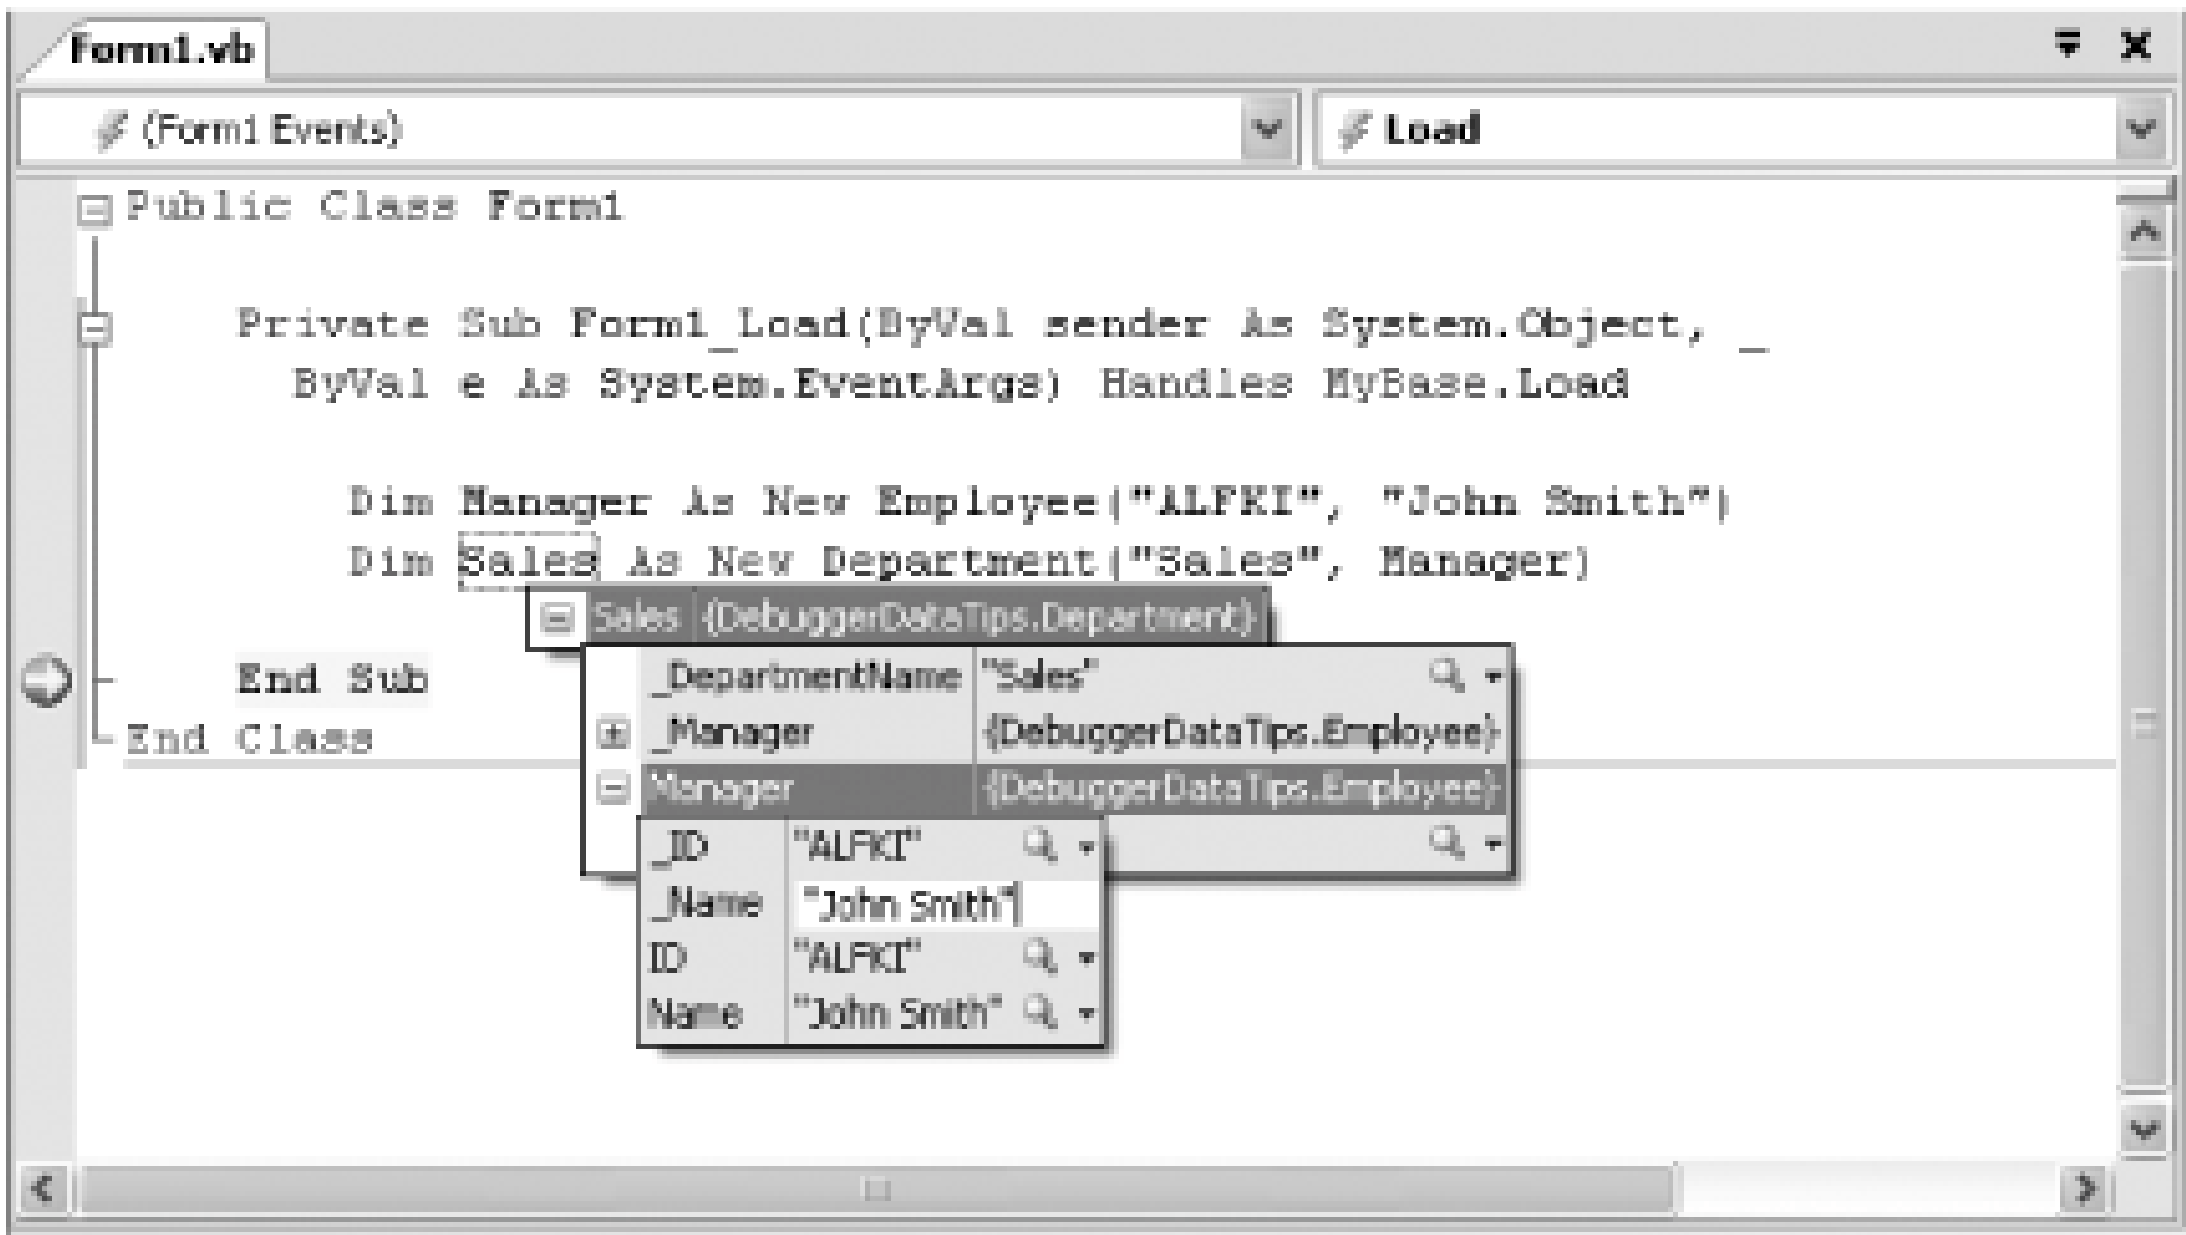 Form1.vb
(Form1 Events) Load
Public Class Form1
Private Sub Form1_Load(ByVal sender As System.Object, _
ByVal e As System.EventArgs) Handles MyBase.Load
Dim Manager As New Employee("ALFKI", "John Smith")
Dim Sales As New Department("Sales", Manager)
Sales {DebuggerDataTips.Department}
End Sub
_DepartmentName "Sales"
_Manager {DebuggerDataTips.Employee}
End Class
Manager {DebuggerDataTips.Employee}
_ID "ALFKI"
_Name "John Smith"
ID "ALFKI"
Name "John Smith"